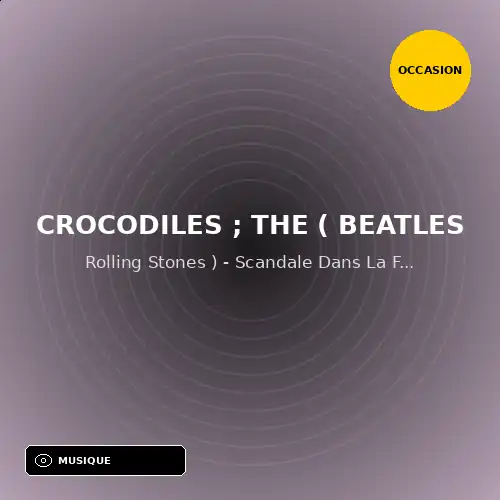 OCCASION
CROCODILES ; THE ( BEATLES
Rolling Stones ) - Scandale Dans La F...
MUSIQUE